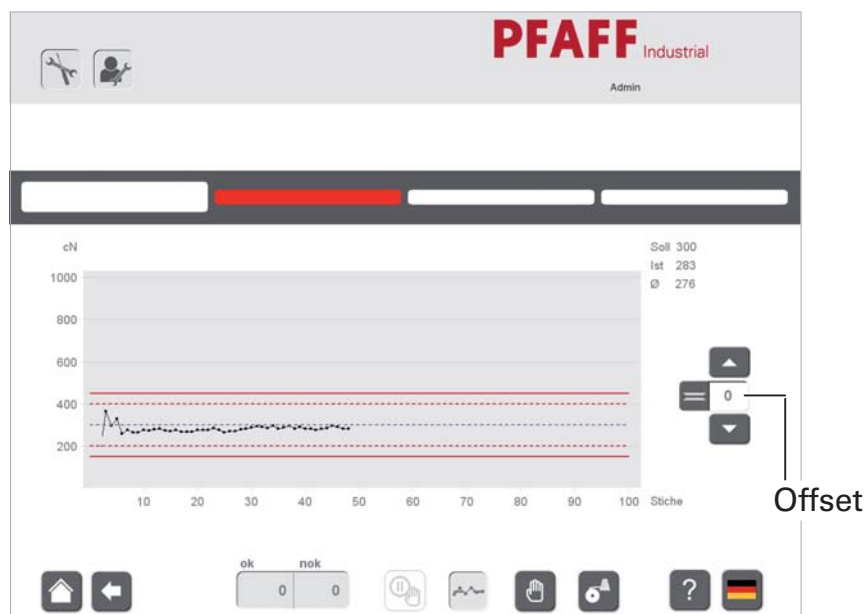 PFAFF Industrial
Admin
cN
Soll 300
Ist 283
Ø 276
1000
800
600
400
200
0
10 20 30 40 50 60 70 80 90 100 Stiche
Offset
ok nok
0 0
?